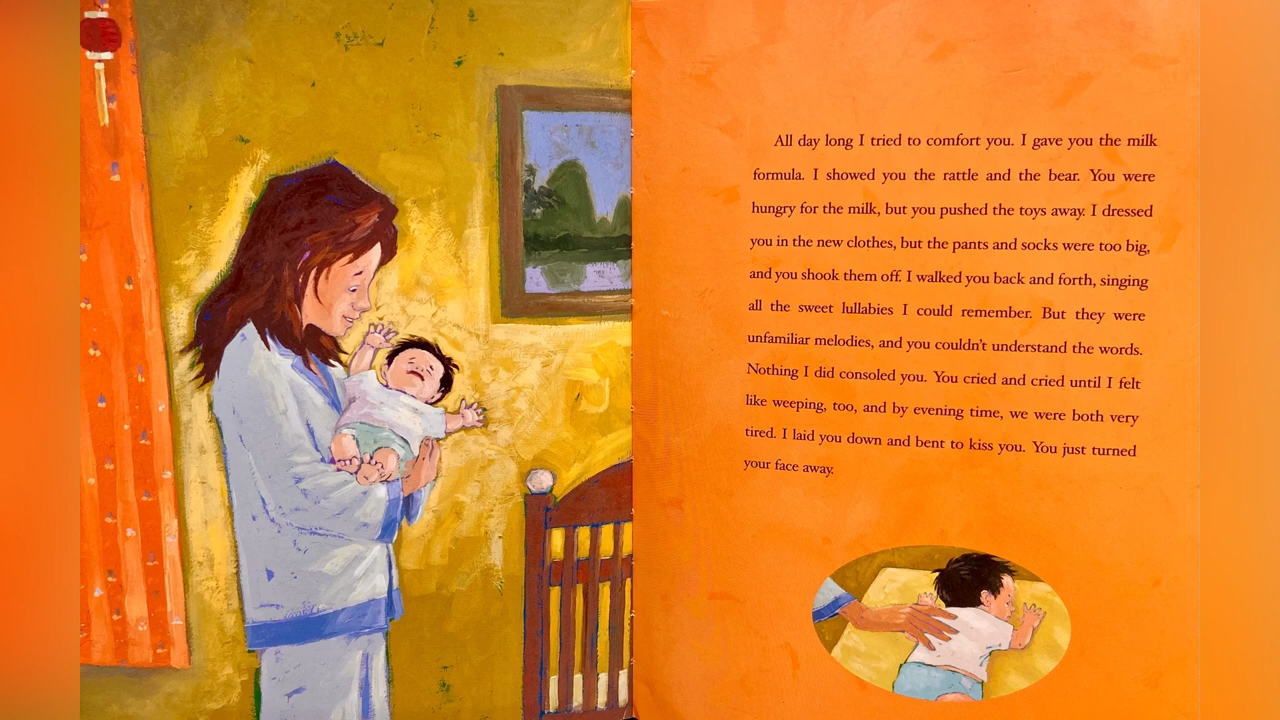 All day long I tried to comfort you. I gave you the milk
formula. I showed you the rattle and the bear. You were
hungry for the milk, but you pushed the toys away. I dressed
you in the new clothes, but the pants and socks were too big,
and you shook them off. I walked you back and forth, singing
all the sweet lullabies I could remember. But they were
unfamiliar melodies, and you couldn't understand the words.
Nothing I did consoled you. You cried and cried until I felt
like weeping, too, and by evening time, we were both very
tired. I laid you down and bent to kiss you. You just turned
your face away.